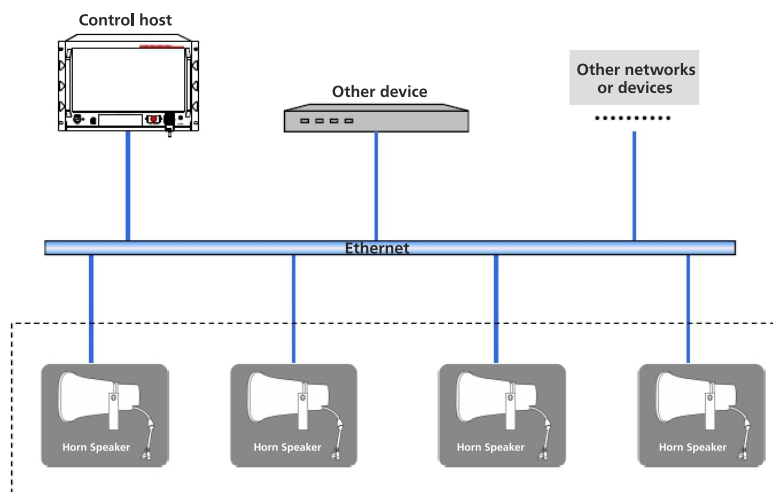 Control host
Other device
Other networks
or devices
Ethernet
Horn Speaker
Horn Speaker
Horn Speaker
Horn Speaker